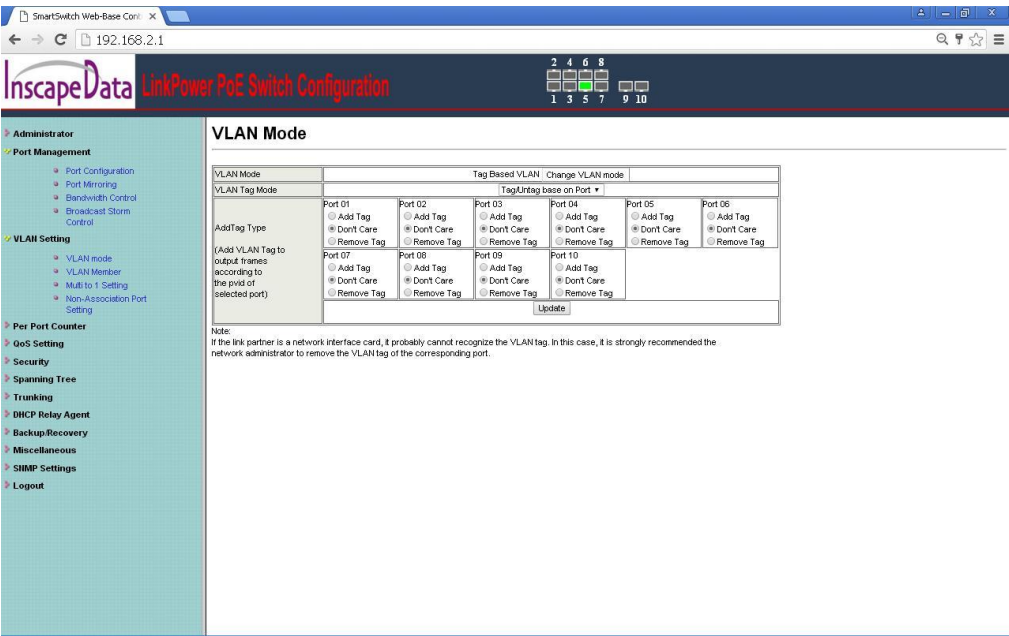 SmartSwitch Web-Base Cont
192.168.2.1
InscapeData LinkPower PoE Switch Configuration
2 4 6 8
1 3 5 7 9 10
Administrator
Port Management
Port Configuration
Port Mirroring
Bandwidth Control
Broadcast Storm
Control
VLAN Setting
VLAN mode
VLAN Member
Multi to 1 Setting
Non-Association Port
Setting
Per Port Counter
QoS Setting
Security
Spanning Tree
Trunking
DHCP Relay Agent
Backup/Recovery
Miscellaneous
SNMP Settings
Logout
VLAN Mode
VLAN Mode Tag Based VLAN Change VLAN mode
VLAN Tag Mode Tag/Untag base on Port
AddTag Type
(Add VLAN Tag to
output frames
according to
the pvid of
selected port)
Port 01 Port 02 Port 03 Port 04 Port 05 Port 06
Add Tag Add Tag Add Tag Add Tag Add Tag Add Tag
Don't Care Don't Care Don't Care Don't Care Don't Care Don't Care
Remove Tag Remove Tag Remove Tag Remove Tag Remove Tag Remove Tag
Port 07 Port 08 Port 09 Port 10
Add Tag Add Tag Add Tag Add Tag
Don't Care Don't Care Don't Care Don't Care
Remove Tag Remove Tag Remove Tag Remove Tag
Update
Note:
If the link partner is a network interface card, it probably cannot recognize the VLAN tag. In this case, it is strongly recommended the
network administrator to remove the VLAN tag of the corresponding port.